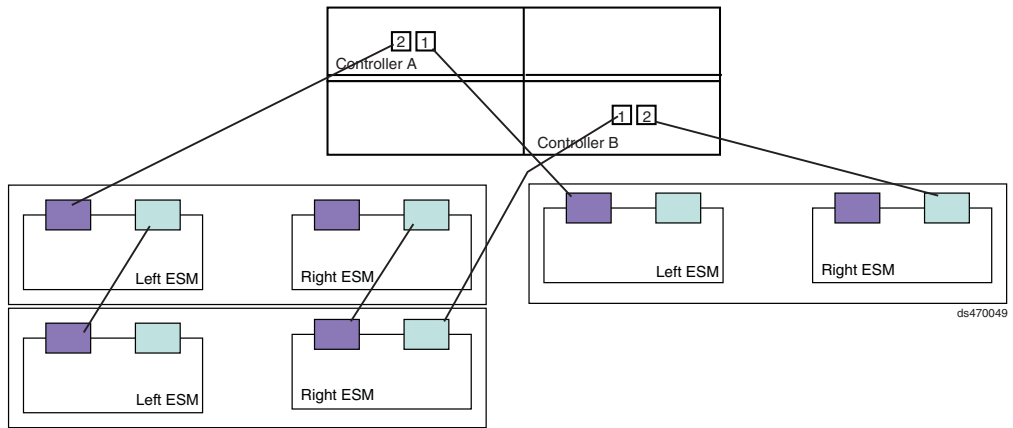 2 1
Controller A
1 2
Controller B
Left ESM
Right ESM
Left ESM
Right ESM
ds470049
Left ESM
Right ESM